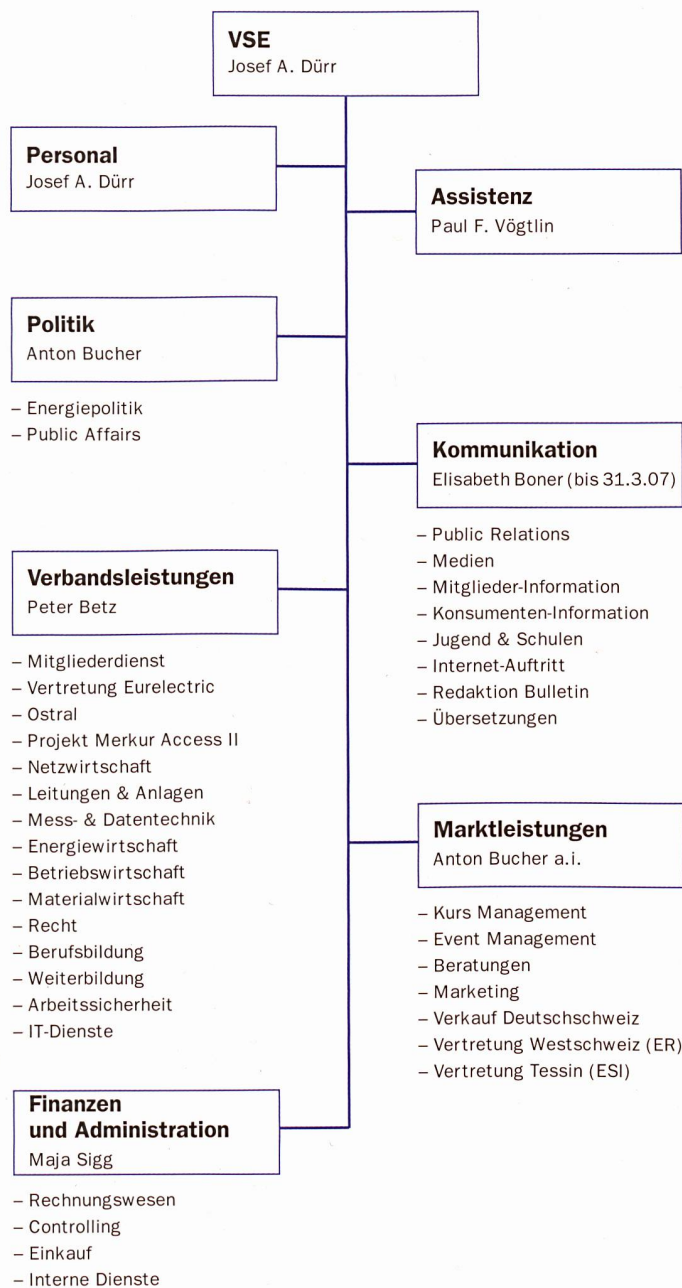 VSE
Josef A. Dürr
Personal
Josef A. Dürr
Assistenz
Paul F. Vögtlin
Politik
Anton Bucher
– Energiepolitik
– Public Affairs
Kommunikation
Elisabeth Boner (bis 31.3.07)
– Public Relations
– Medien
– Mitglieder-Information
– Konsumenten-Information
– Jugend & Schulen
– Internet-Auftritt
– Redaktion Bulletin
– Übersetzungen
Verbandsleistungen
Peter Betz
– Mitgliederdienst
– Vertretung Eurelectric
– Ostral
– Projekt Merkur Access II
– Netzwirtschaft
– Leitungen & Anlagen
– Mess- & Datentechnik
– Energiewirtschaft
– Betriebswirtschaft
– Materialwirtschaft
– Recht
– Berufsbildung
– Weiterbildung
– Arbeitssicherheit
– IT-Dienste
Marktleistungen
Anton Bucher a.i.
– Kurs Management
– Event Management
– Beratungen
– Marketing
– Verkauf Deutschschweiz
– Vertretung Westschweiz (ER)
– Vertretung Tessin (ESI)
Finanzen
und Administration
Maja Sigg
– Rechnungswesen
– Controlling
– Einkauf
– Interne Dienste